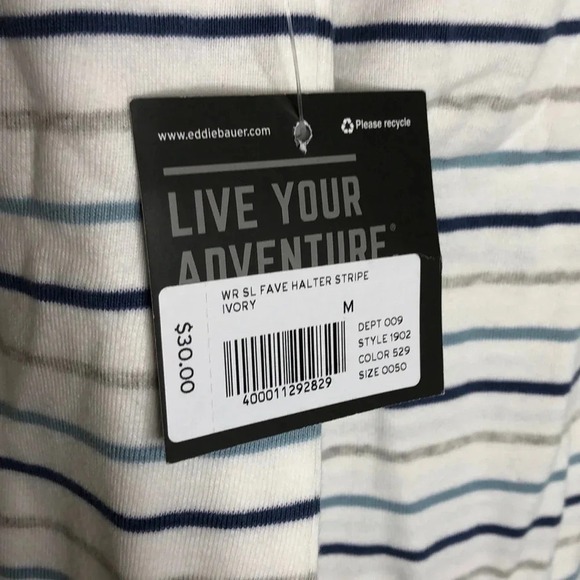 www.eddiebauer.com
Please recycle
LIVE YOUR
ADVENTURE®
WR SL FAVE HALTER STRIPE
IVORY
M
$30.00
DEPT 009
STYLE 1902
COLOR 529
SIZE 0050
400011292829